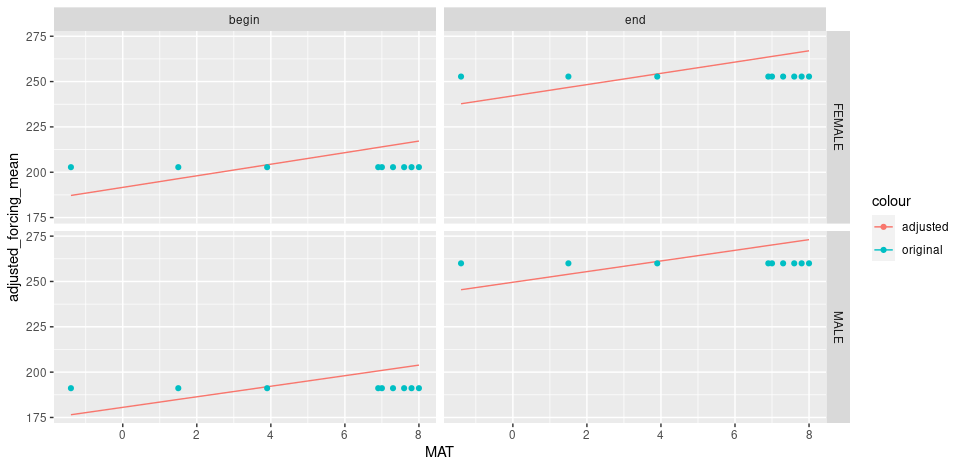 begin
end
275
250
225
200
175
FEMALE
275
250
225
200
175
MALE
0
2
4
6
8
0
2
4
6
8
MAT
adjusted_forcing_mean
colour
adjusted
original